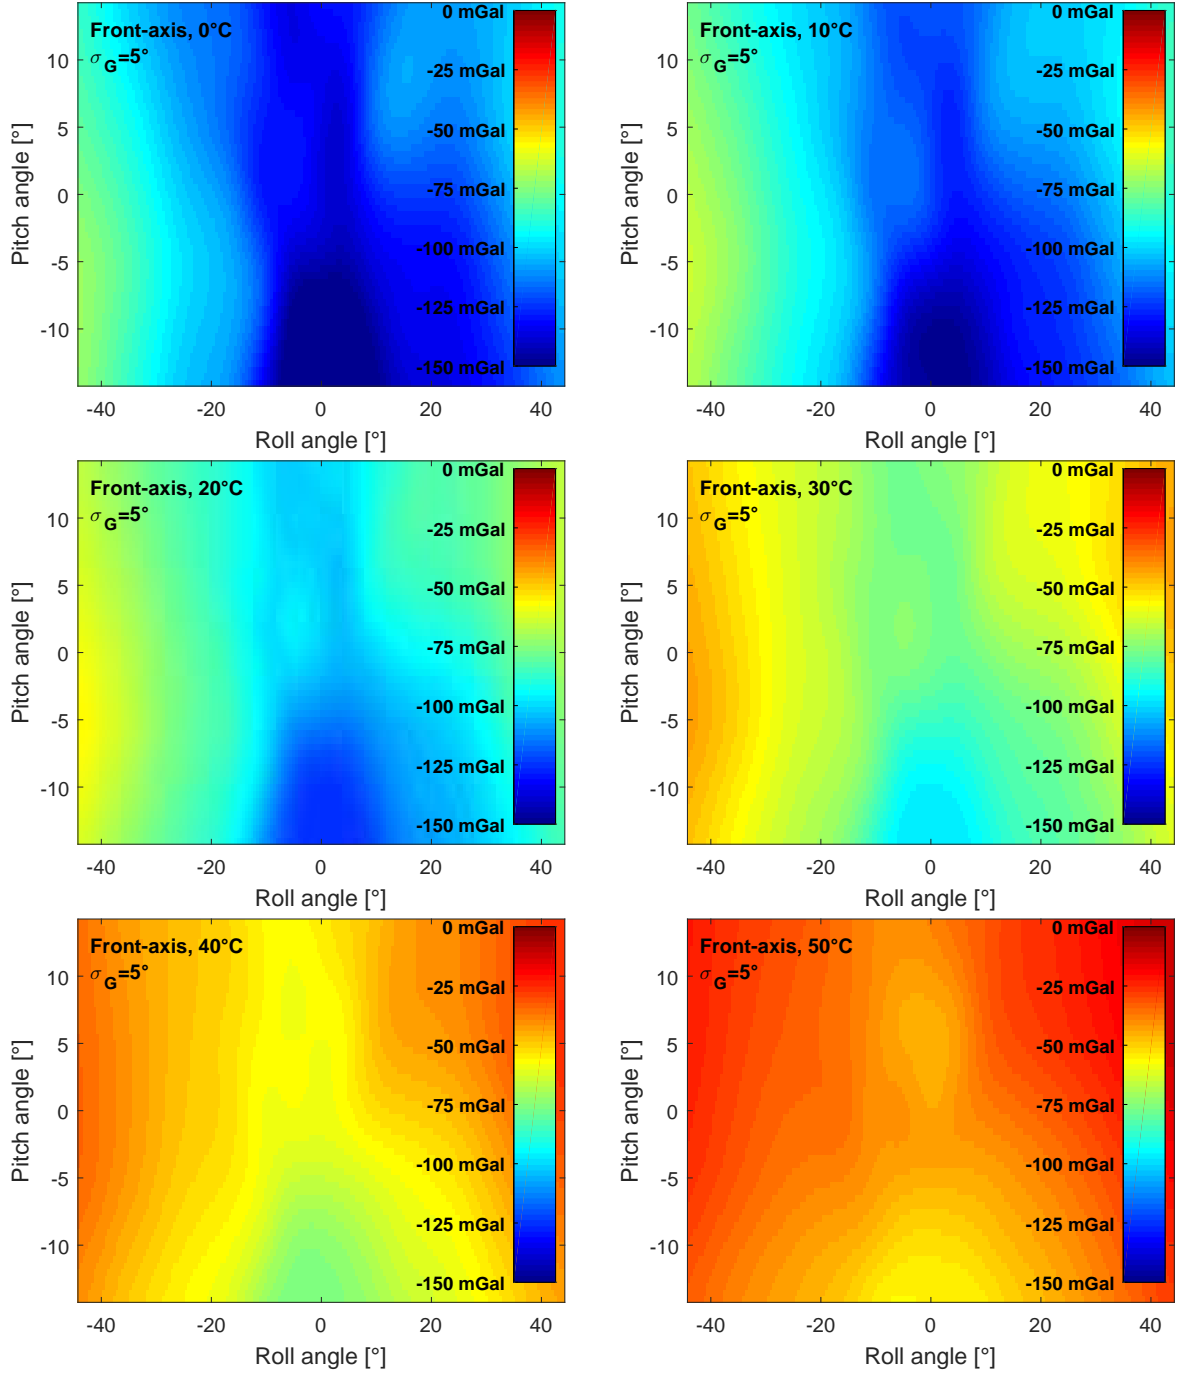 Front-axis, 0°C
σG=5°
0 mGal
-25 mGal
-50 mGal
-75 mGal
-100 mGal
-125 mGal
-150 mGal
10
5
0
-5
-10
Pitch angle [°]
-40
-20
0
20
40
Roll angle [°]
Front-axis, 10°C
σG=5°
0 mGal
-25 mGal
-50 mGal
-75 mGal
-100 mGal
-125 mGal
-150 mGal
10
5
0
-5
-10
Pitch angle [°]
-40
-20
0
20
40
Roll angle [°]
Front-axis, 20°C
σG=5°
0 mGal
-25 mGal
-50 mGal
-75 mGal
-100 mGal
-125 mGal
-150 mGal
10
5
0
-5
-10
Pitch angle [°]
-40
-20
0
20
40
Roll angle [°]
Front-axis, 30°C
σG=5°
0 mGal
-25 mGal
-50 mGal
-75 mGal
-100 mGal
-125 mGal
-150 mGal
10
5
0
-5
-10
Pitch angle [°]
-40
-20
0
20
40
Roll angle [°]
Front-axis, 40°C
σG=5°
0 mGal
-25 mGal
-50 mGal
-75 mGal
-100 mGal
-125 mGal
-150 mGal
10
5
0
-5
-10
Pitch angle [°]
-40
-20
0
20
40
Roll angle [°]
Front-axis, 50°C
σG=5°
0 mGal
-25 mGal
-50 mGal
-75 mGal
-100 mGal
-125 mGal
-150 mGal
10
5
0
-5
-10
Pitch angle [°]
-40
-20
0
20
40
Roll angle [°]